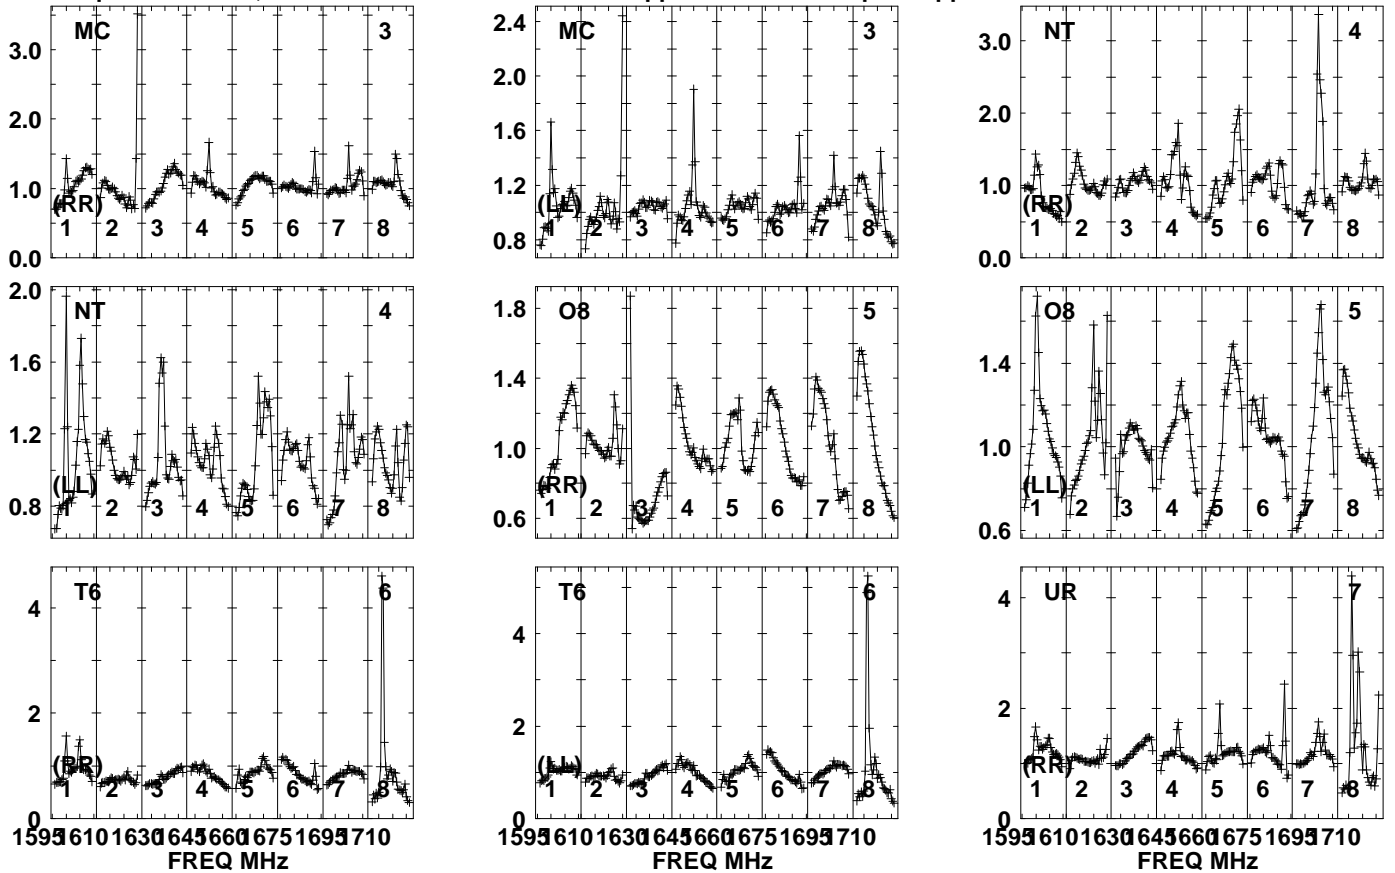 MC 3 MC 3 NT 4
3.0 2.4 3.0
2.0 2.0 2.0
1.6
1.0 1.2 1.0
(RR) (LL) (RR)
1 2 3 4 5 6 7 8 1 2 3 4 5 6 7 8 1 2 3 4 5 6 7 8
0.0 0.8 0.0
NT 4 O8 5 O8 5
2.0 1.8
1.6 1.4 1.4
1.2 1.0 1.0
(LL) (RR) (LL)
0.8 1 2 3 4 5 6 7 8 0.6 1 2 3 4 5 6 7 8 0.6 1 2 3 4 5 6 7 8
T6 6 T6 6 UR 7
4 4 4
2 2 2
(RR) (LL) (RR)
1 2 3 4 5 6 7 8 1 2 3 4 5 6 7 8 1 2 3 4 5 6 7 8
0 0 0
1595 1610 1630 1645 1660 1675 1695 1710 1595 1610 1630 1645 1660 1675 1695 1710 1595 1610 1630 1645 1660 1675 1695 1710
FREQ MHz FREQ MHz FREQ MHz